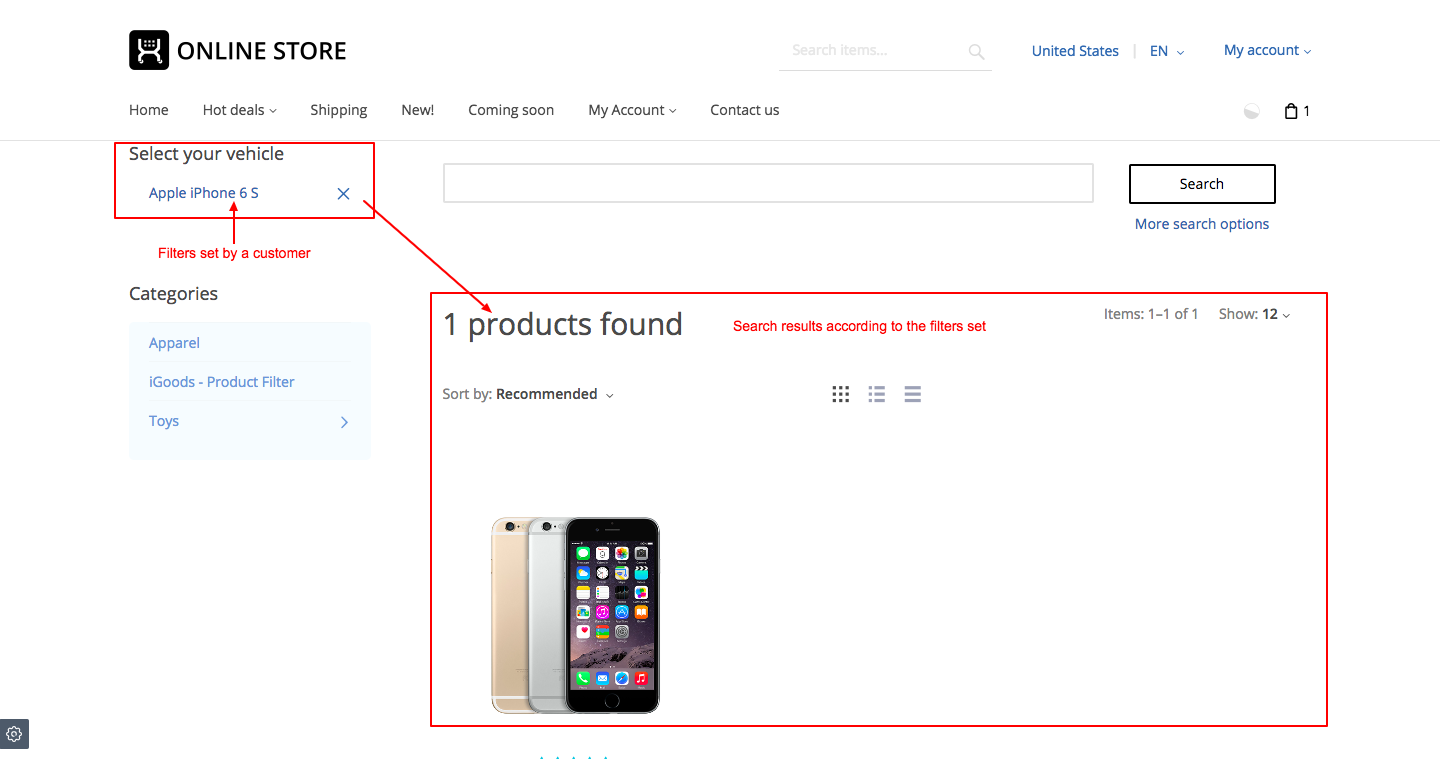 ONLINE STORE
Search items...
United States
EN
My account
Home
Hot deals
Shipping
New!
Coming soon
My Account
Contact us
1
Select your vehicle
Apple iPhone 6 S
Filters set by a customer
Search
More search options
Categories
Apparel
iGoods - Product Filter
Toys
1 products found
Search results according to the filters set
Items: 1–1 of 1
Show: 12
Sort by: Recommended